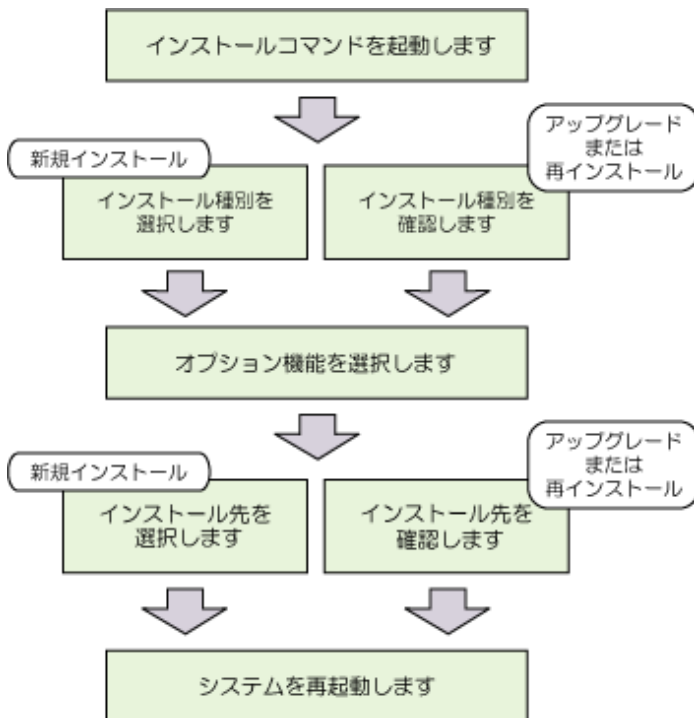 インストールコマンドを起動します
新規インストール
インストール種別を
選択します
アップグレード
または
再インストール
インストール種別を
確認します
オプション機能を選択します
新規インストール
インストール先を
選択します
アップグレード
または
再インストール
インストール先を
確認します
システムを再起動します